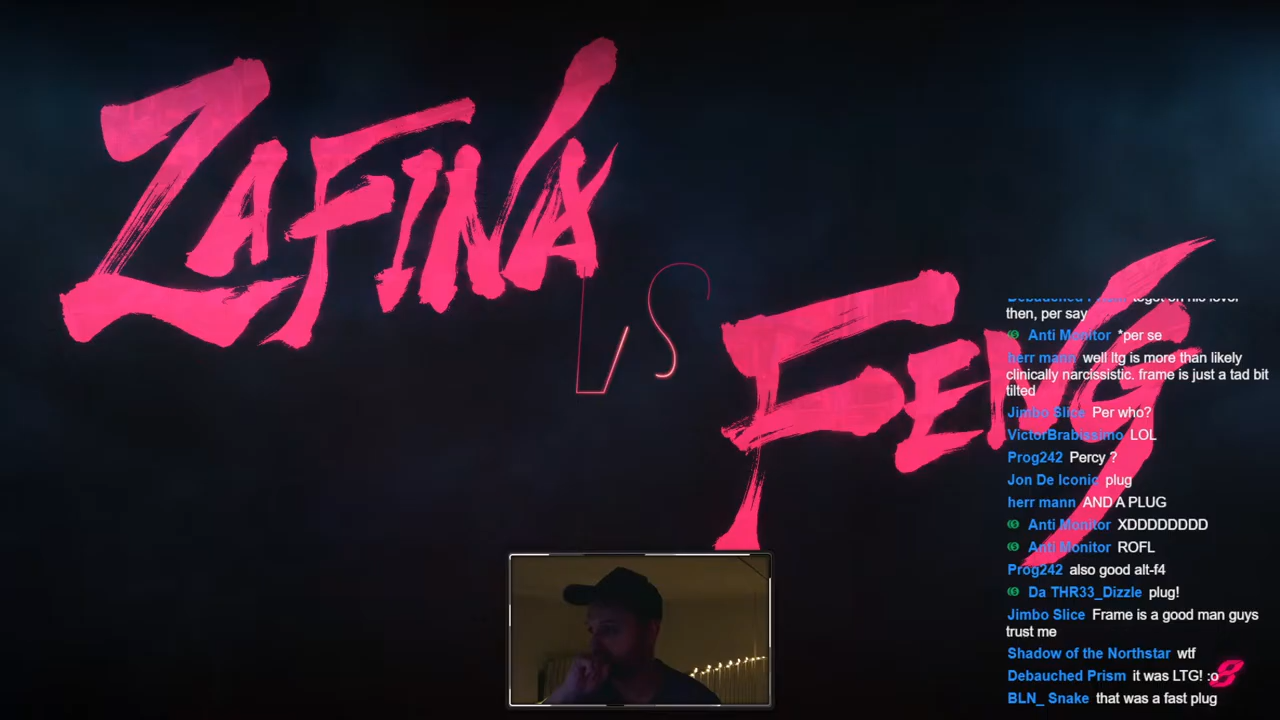 ZAFINA
VS
FENG
then, per say
Anti Monitor *per se
herr mann well ltg is more than likely
clinically narcissistic. frame is just a tad bit
tilted
Jimbo Slice Per who?
VictorBrabissimo LOL
Prog242 Percy ?
Jon De Iconic plug
herr mann AND A PLUG
Anti Monitor XDDDDDDDD
Anti Monitor ROFL
Prog242 also good alt-f4
Da THR33_Dizzle plug!
Jimbo Slice Frame is a good man guys
trust me
Shadow of the Northstar wtf
Debauched Prism it was LTG! :o
8
BLN_ Snake that was a fast plug